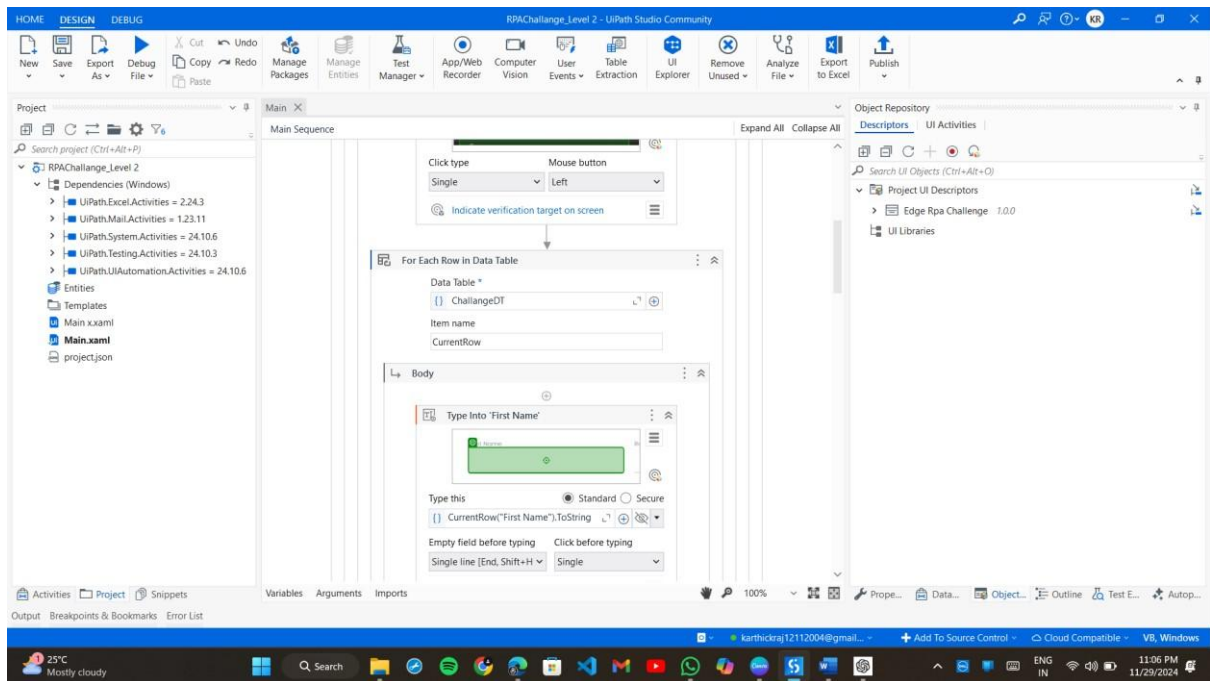 HOME DESIGN DEBUG
RPAChallange_Level 2 - UiPath Studio Community
KR
New
Save
Export As
Debug File
Cut
Copy
Paste
Undo
Redo
Manage Packages
Manage Entities
Test Manager
App/Web Recorder
Computer Vision
User Events
Table Extraction
UI Explorer
Remove Unused
Analyze File
Export to Excel
Publish
Project
Search project (Ctrl+Alt+P)
RPAChallange_Level 2
Dependencies (Windows)
UiPath.Excel.Activities = 2.24.3
UiPath.Mail.Activities = 1.23.11
UiPath.System.Activities = 24.10.6
UiPath.Testing.Activities = 24.10.3
UiPath.UIAutomation.Activities = 24.10.6
Entities
Templates
Main x.xaml
Main.xaml
project.json
Main
Main Sequence
Expand All Collapse All
Click type Mouse button
Single Left
Indicate verification target on screen
For Each Row in Data Table
Data Table *
{} ChallangeDT
Item name
CurrentRow
Body
Type Into 'First Name'
Type this Standard Secure
{} CurrentRow("First Name").ToString
Empty field before typing Click before typing
Single line [End, Shift+H Single
Object Repository
Descriptors UI Activities
Search UI Objects (Ctrl+Alt+O)
Project UI Descriptors
Edge Rpa Challenge 1.0.0
UI Libraries
Activities Project Snippets
Variables Arguments Imports
100%
Prope... Data... Object... Outline Test E... Autop...
Output Breakpoints & Bookmarks Error List
karthickraj12112004@gmail...
Add To Source Control
Cloud Compatible
VB, Windows
1
25°C
Mostly cloudy
Search
ENG
IN
11:06 PM
11/29/2024